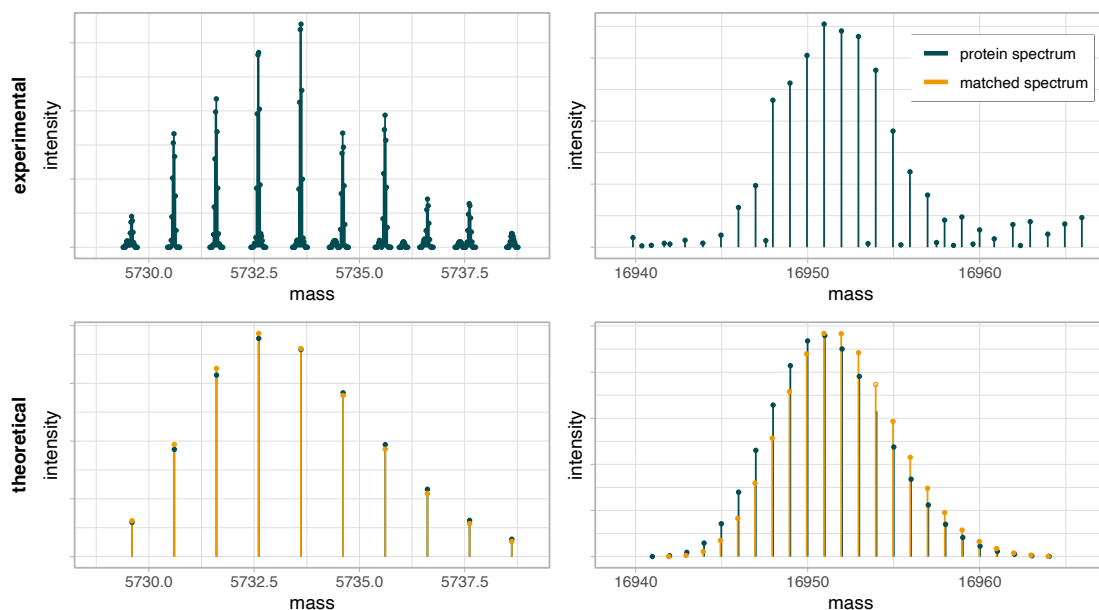 experimental
intensity
5730.0 5732.5 5735.0 5737.5
mass
intensity
protein spectrum
matched spectrum
16940 16950 16960
mass
theoretical
intensity
5730.0 5732.5 5735.0 5737.5
mass
intensity
16940 16950 16960
mass